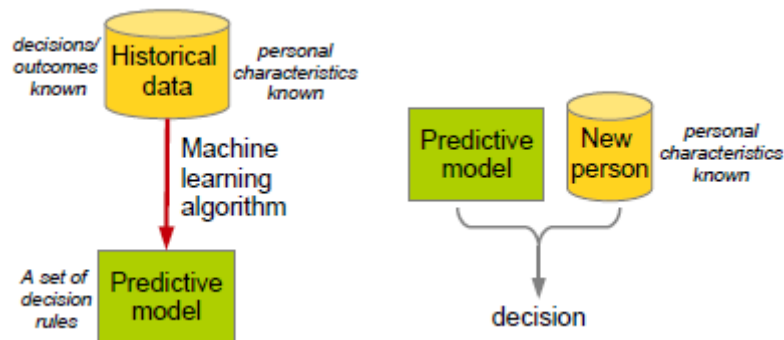 decisions/
outcomes
known
Historical
data
personal
characteristics
known
Machine
learning
algorithm
A set of
decision
rules
Predictive
model
Predictive
model
New
person
personal
characteristics
known
decision